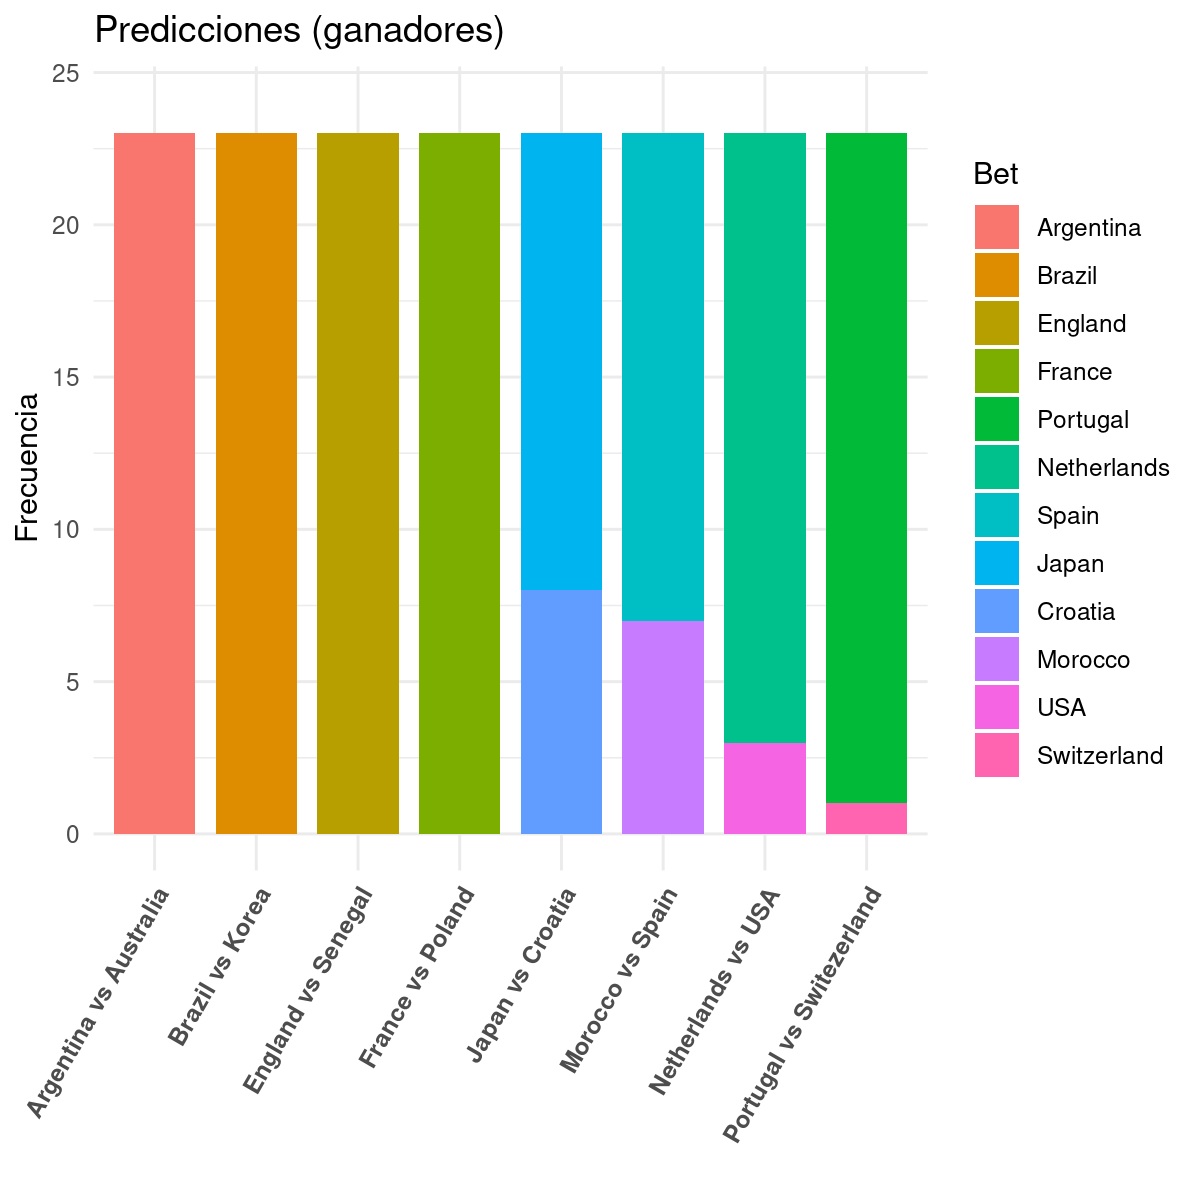 Predicciones (ganadores)
Frecuencia
25
20
15
10
5
0
Argentina vs Australia
Brazil vs Korea
England vs Senegal
France vs Poland
Japan vs Croatia
Morocco vs Spain
Netherlands vs USA
Portugal vs Switezerland
Bet
Argentina
Brazil
England
France
Portugal
Netherlands
Spain
Japan
Croatia
Morocco
USA
Switzerland